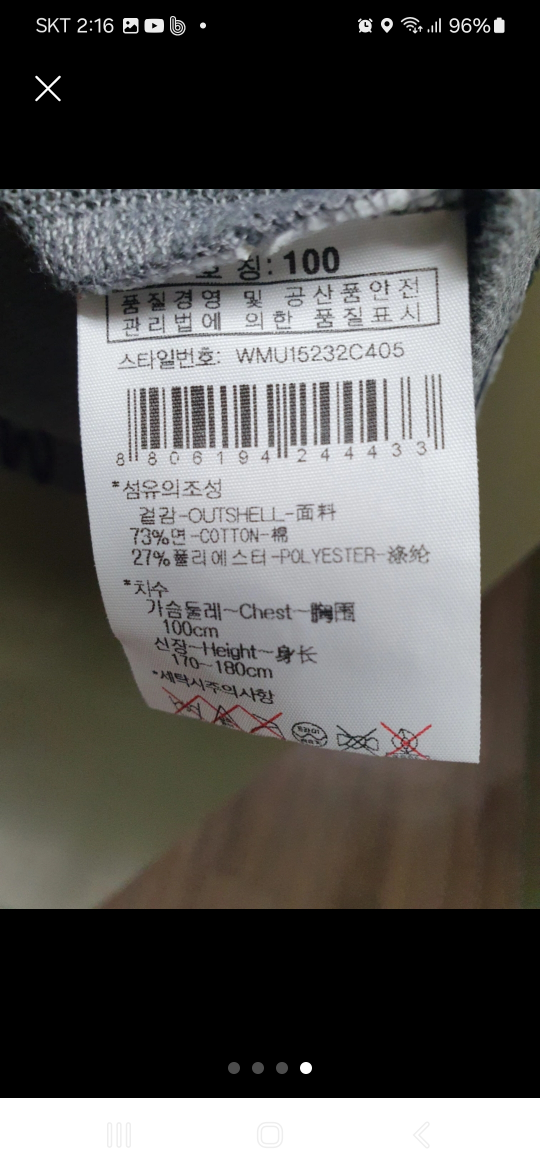 SKT 2:16
96%
호 칭: 100
품질경영 및 공산품안전
관리법에 의한 품질표시
스타일번호: WMU15232C405
8 806194 244433
*섬유의조성
겉감-OUTSHELL-面料
73%면-COTTON-棉
27%폴리에스터-POLYESTER-涤纶
*치수
가슴둘레~Chest~胸围
100cm
신장~Height~身长
170~180cm
*세탁시주의사항
드라이